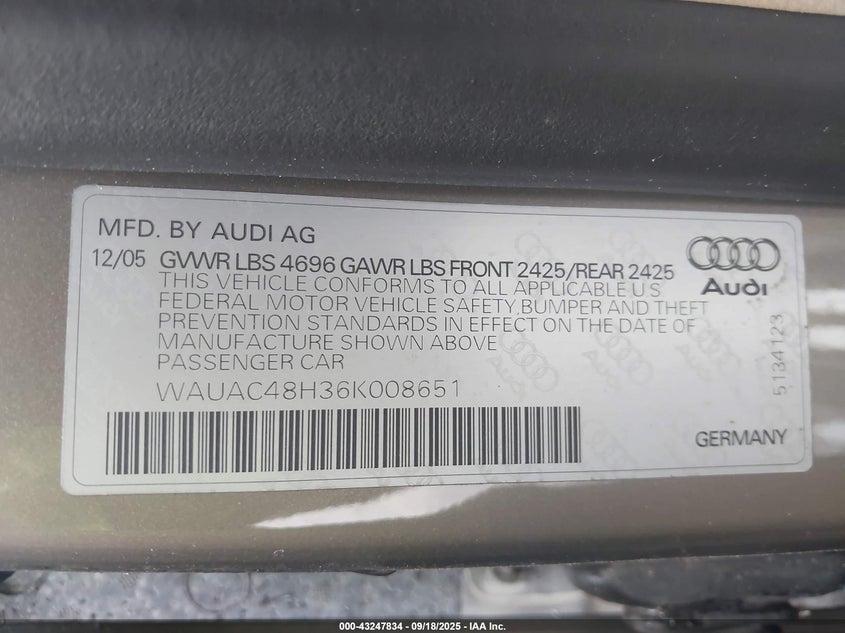 MFD. BY AUDI AG
12/05 GVWR LBS 4696 GAWR LBS FRONT 2425/REAR 2425
THIS VEHICLE CONFORMS TO ALL APPLICABLE U.S
FEDERAL MOTOR VEHICLE SAFETY,BUMPER AND THEFT
PREVENTION STANDARDS IN EFFECT ON THE DATE OF
MANUFACTURE SHOWN ABOVE
PASSENGER CAR
WAUAC48H36K008651
Audi
5134123
GERMANY
000-43247834 - 09/18/2025 - IAA Inc.